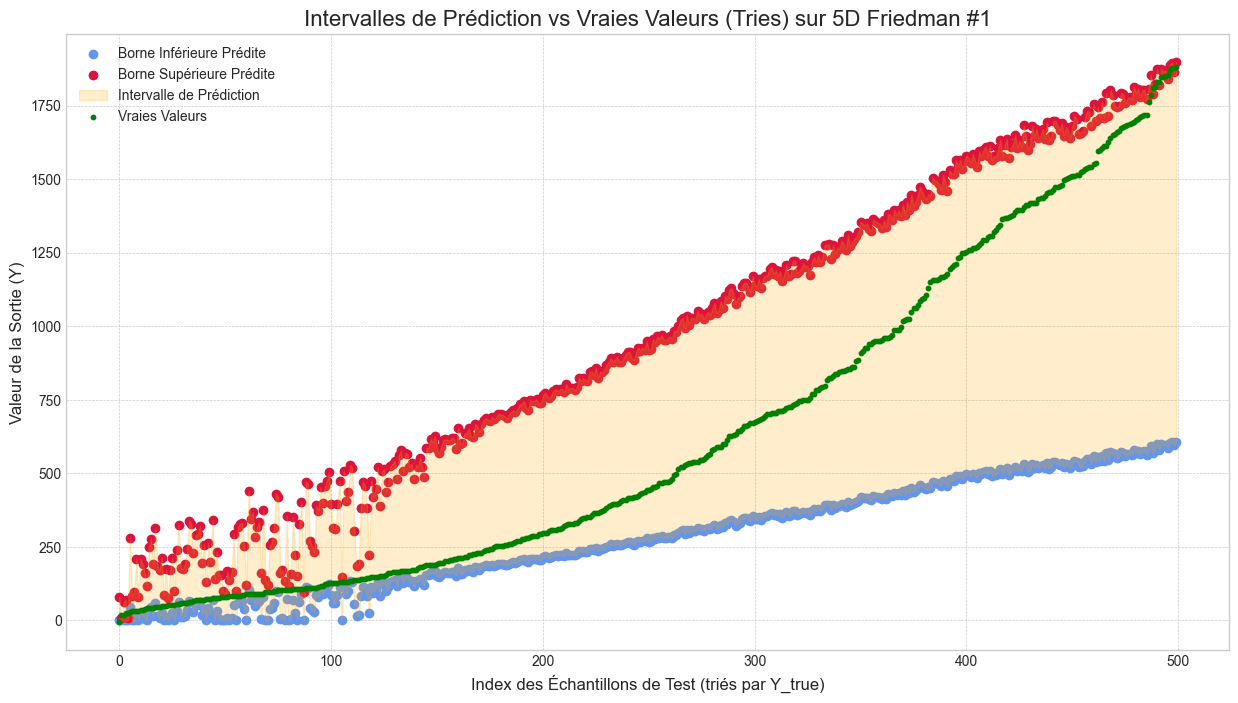 Intervalles de Prédiction vs Vraies Valeurs (Tries) sur 5D Friedman #1
Borne Inférieure Prédite
Borne Supérieure Prédite
Intervalle de Prédiction
Vraies Valeurs
Valeur de la Sortie (Y)
1750
1500
1250
1000
750
500
250
0
0
100
200
300
400
500
Index des Échantillons de Test (triés par Y_true)